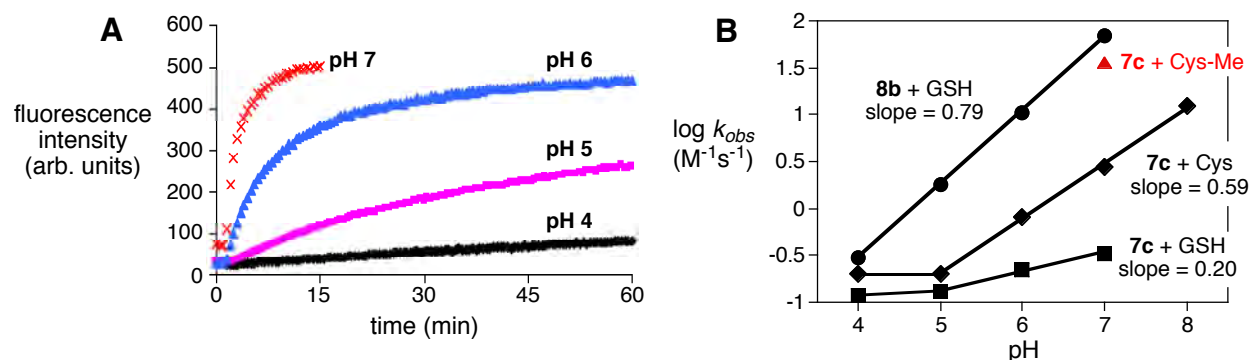 A
600
500
400
300
200
100
0
fluorescence
intensity
(arb. units)
pH 7
pH 6
pH 5
pH 4
0
15
30
45
60
time (min)
B
2
1.5
1
0.5
0
-0.5
-1
log kobs
(M-1s-1)
8b + GSH
slope = 0.79
7c + Cys-Me
7c + Cys
slope = 0.59
7c + GSH
slope = 0.20
4
5
6
7
8
pH